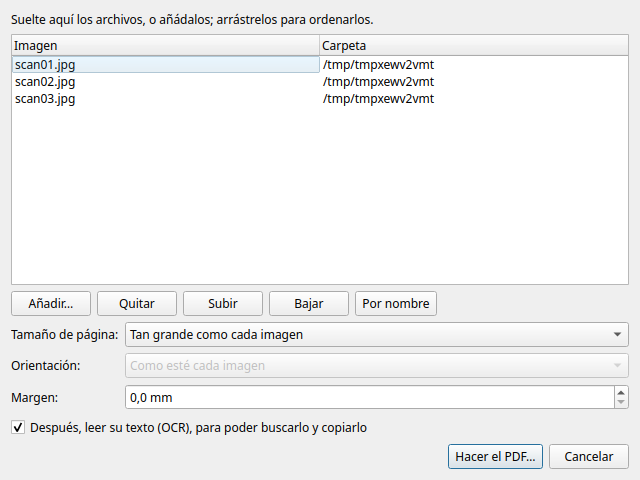 Suelte aquí los archivos, o añádalos; arrástrelos para ordenarlos.
Imagen Carpeta
scan01.jpg /tmp/tmpxewv2vmt
scan02.jpg /tmp/tmpxewv2vmt
scan03.jpg /tmp/tmpxewv2vmt
Añadir... Quitar Subir Bajar Por nombre
Tamaño de página: Tan grande como cada imagen
Orientación: Como esté cada imagen
Margen: 0,0 mm
Después, leer su texto (OCR), para poder buscarlo y copiarlo
Hacer el PDF... Cancelar